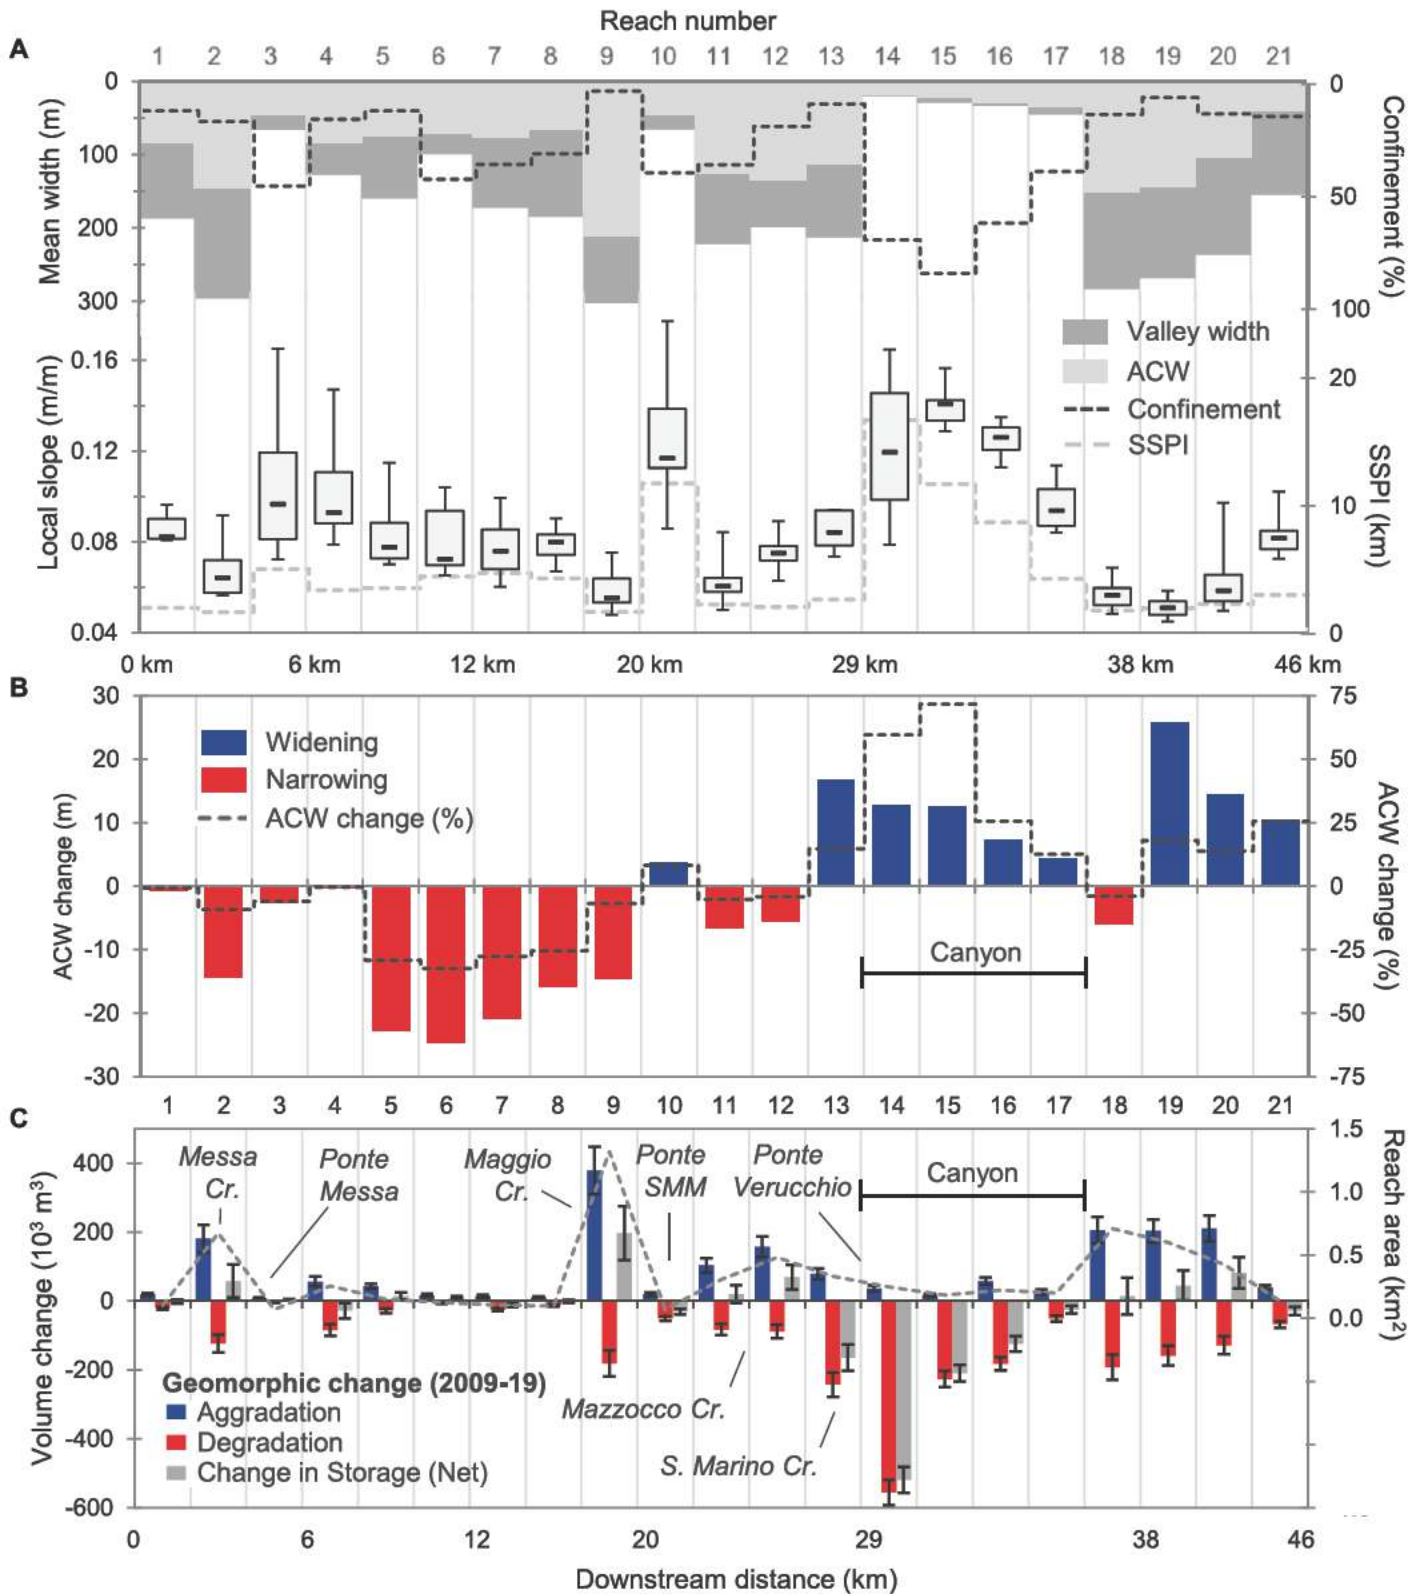 Reach number
A
1 2 3 4 5 6 7 8 9 10 11 12 13 14 15 16 17 18 19 20 21
Mean width (m)
0
100
200
300
Confinement (%)
0
50
100
Valley width
ACW
Confinement
SSPI
Local slope (m/m)
0.16
0.12
0.08
0.04
SSPI (km)
20
10
0
0 km 6 km 12 km 20 km 29 km 38 km 46 km
B
ACW change (m)
30
20
10
0
-10
-20
-30
Widening
Narrowing
ACW change (%)
Canyon
ACW change (%)
75
50
25
0
-25
-50
-75
1 2 3 4 5 6 7 8 9 10 11 12 13 14 15 16 17 18 19 20 21
C
Volume change (10³ m³)
400
200
0
-200
-400
-600
Messa
Cr.
Ponte
Messa
Maggio
Cr.
Ponte
SMM
Ponte
Verucchio
Canyon
Mazzocco Cr.
S. Marino Cr.
Geomorphic change (2009-19)
Aggradation
Degradation
Change in Storage (Net)
Reach area (km²)
1.5
1.0
0.5
0.0
0 6 12 20 29 38 46
Downstream distance (km)